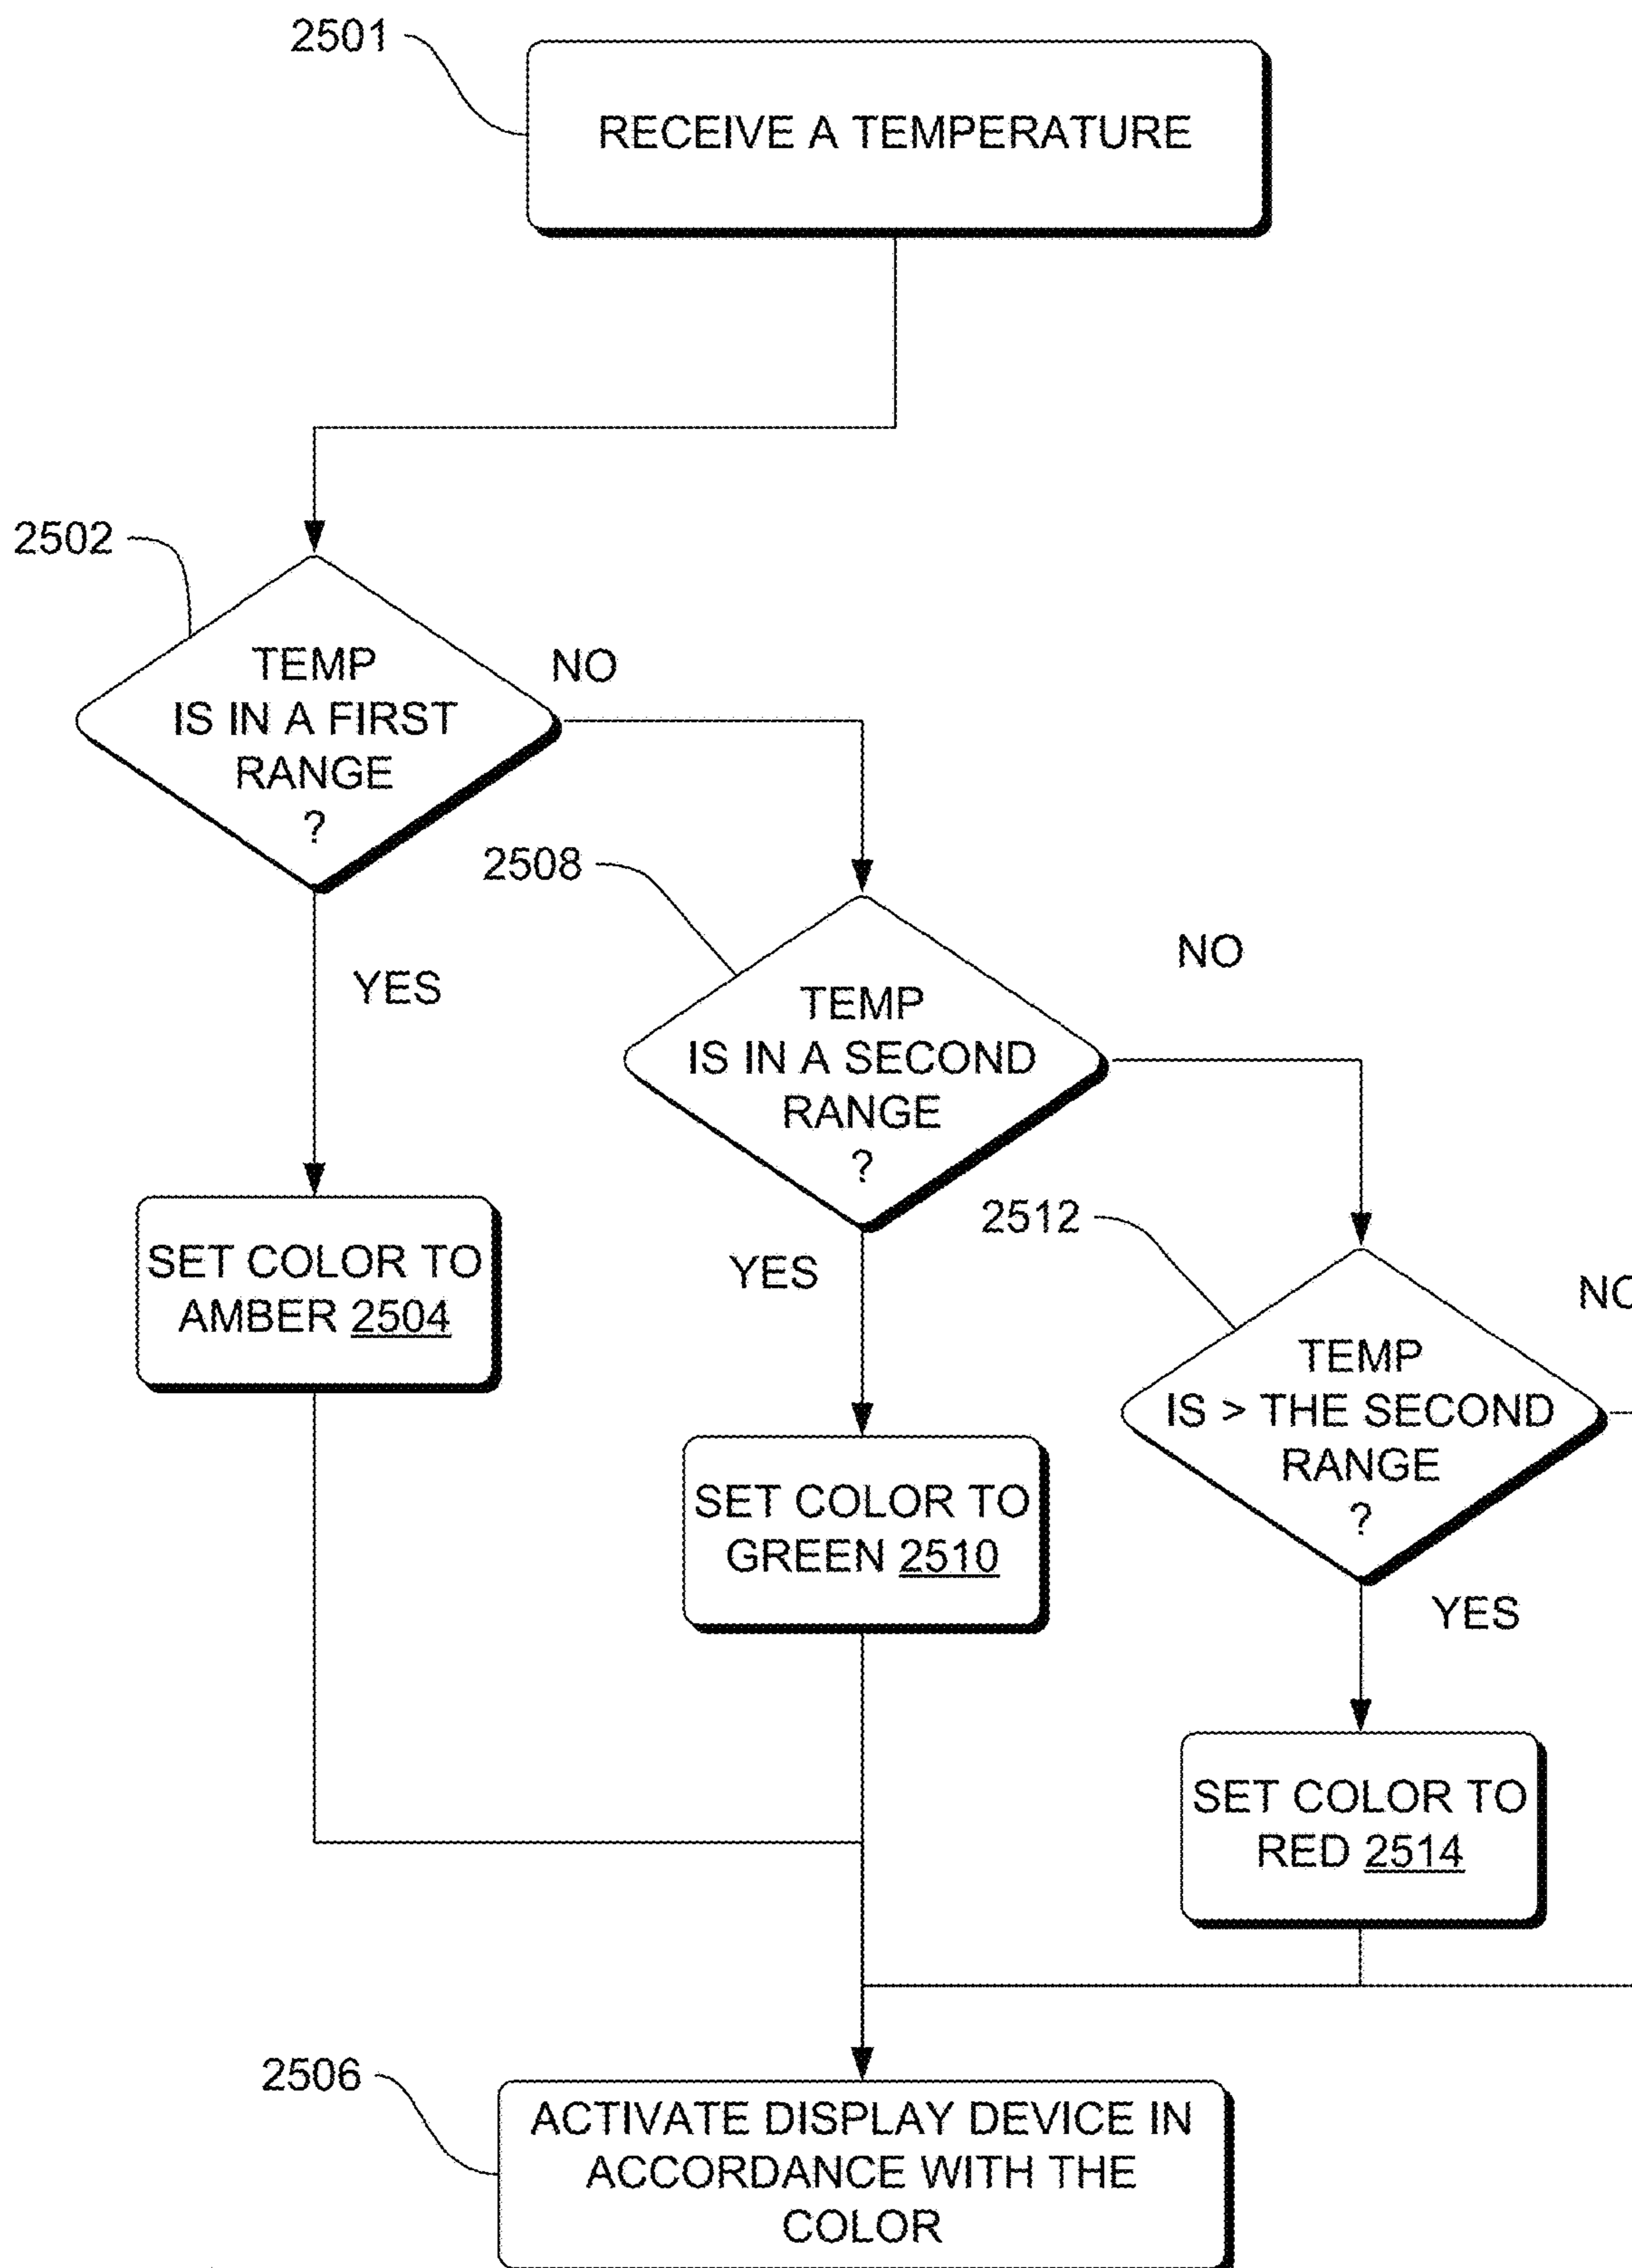 2501
RECEIVE A TEMPERATURE
2502
TEMP
IS IN A FIRST
RANGE
?
NO
YES
2508
TEMP
IS IN A SECOND
RANGE
?
NO
YES
SET COLOR TO
AMBER 2504
2512
TEMP
IS > THE SECOND
RANGE
?
NO
YES
SET COLOR TO
GREEN 2510
SET COLOR TO
RED 2514
2506
ACTIVATE DISPLAY DEVICE IN
ACCORDANCE WITH THE
COLOR